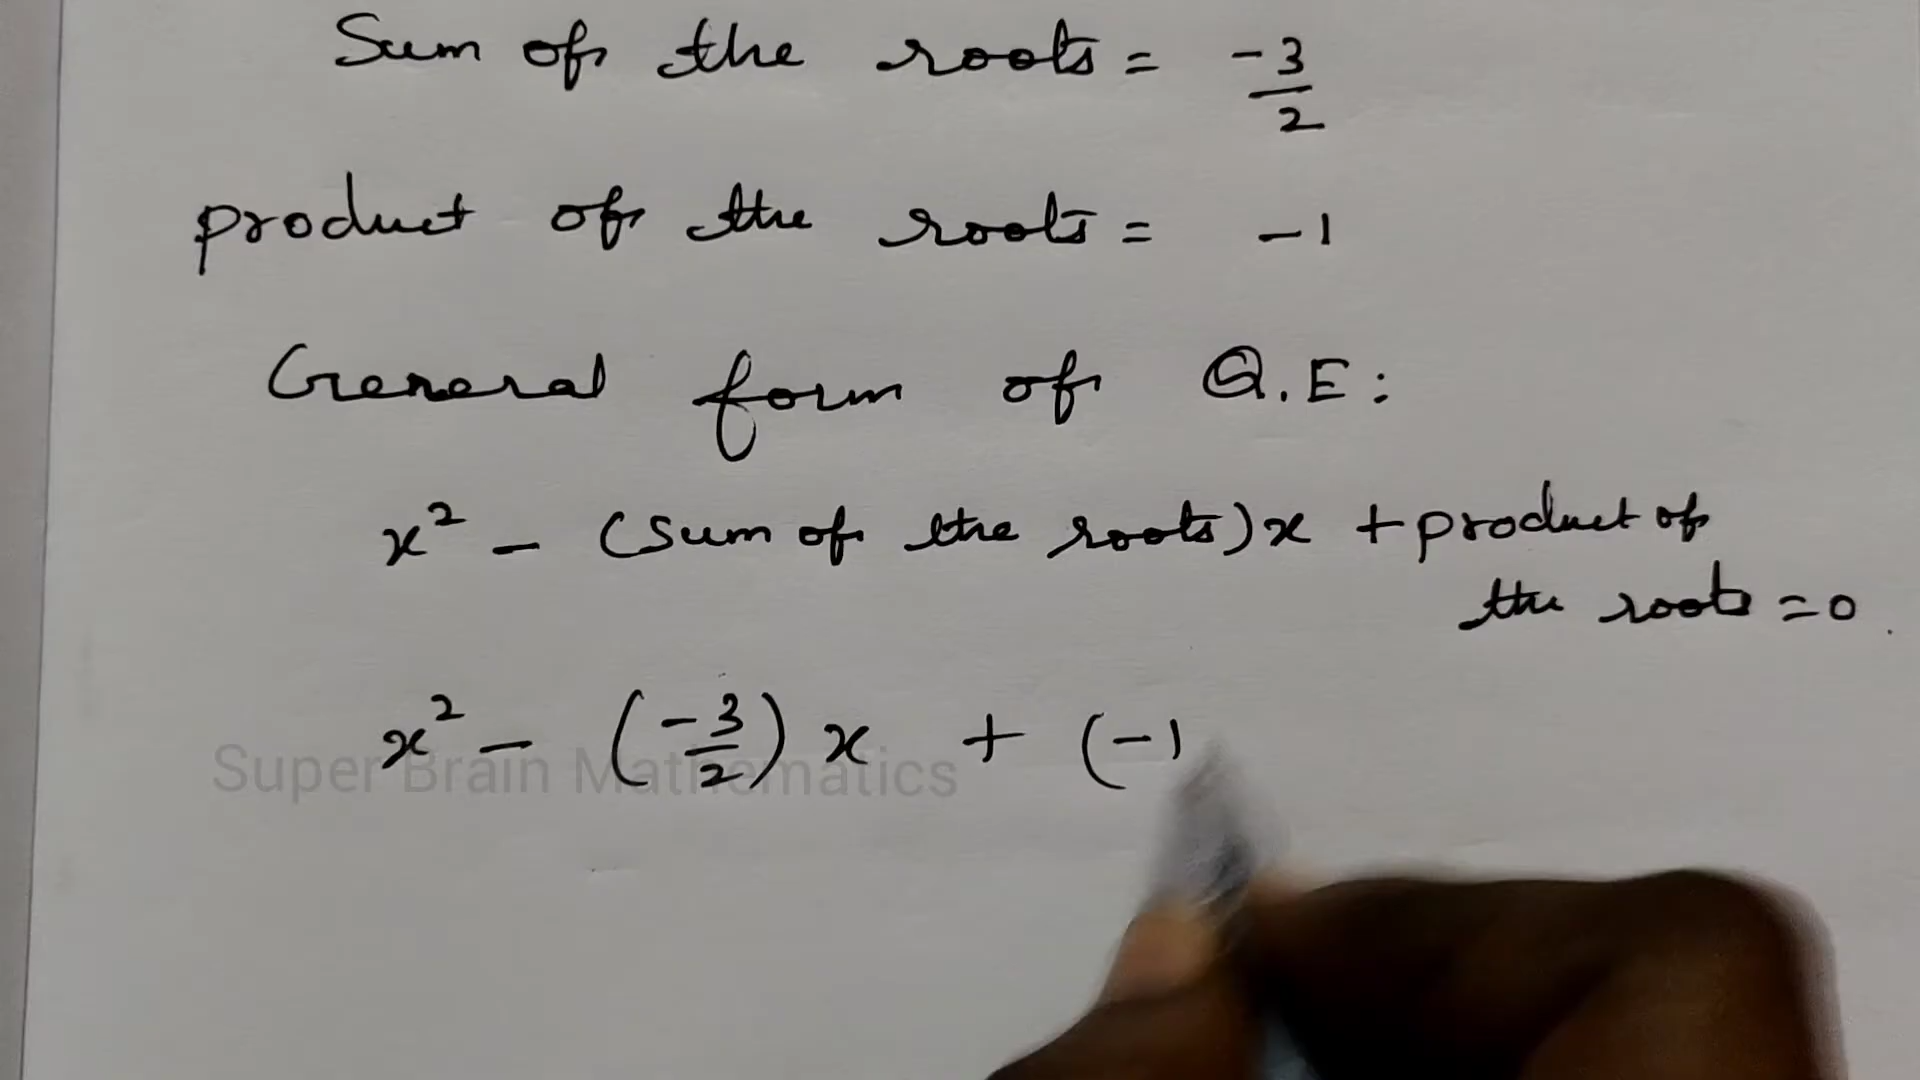 Sum of the roots = -3/2
product of the roots = -1
General form of Q.E:
x² - (sum of the roots)x + product of
the roots = 0.
x² - (-3/2) x + (-1
Super Brain Mathematics